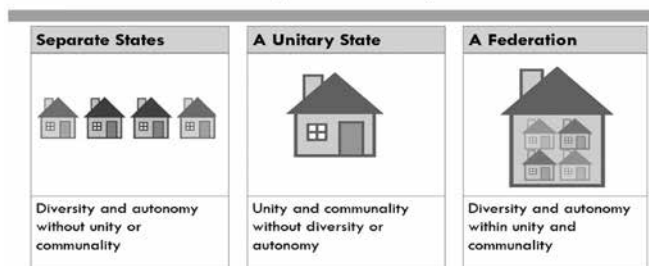 Separate States
A Unitary State
A Federation
Diversity and autonomy
without unity or
communality
Unity and communality
without diversity or
autonomy
Diversity and autonomy
within unity and
communality